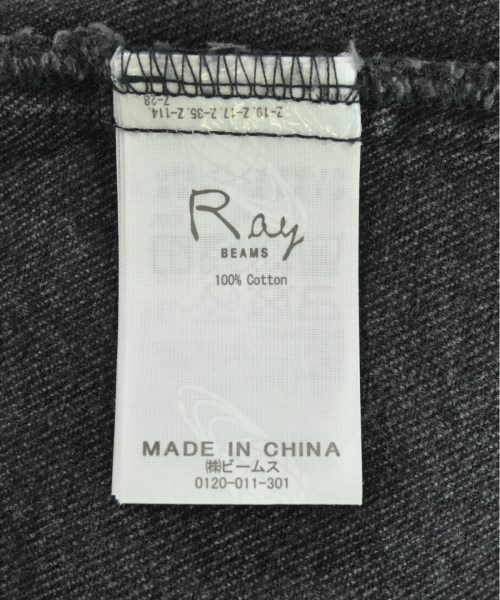 Z-19. Z-17. Z-35. Z-114.
Z-28
Ray
BEAMS
100% Cotton
MADE IN CHINA
㈱ビームス
0120-011-301